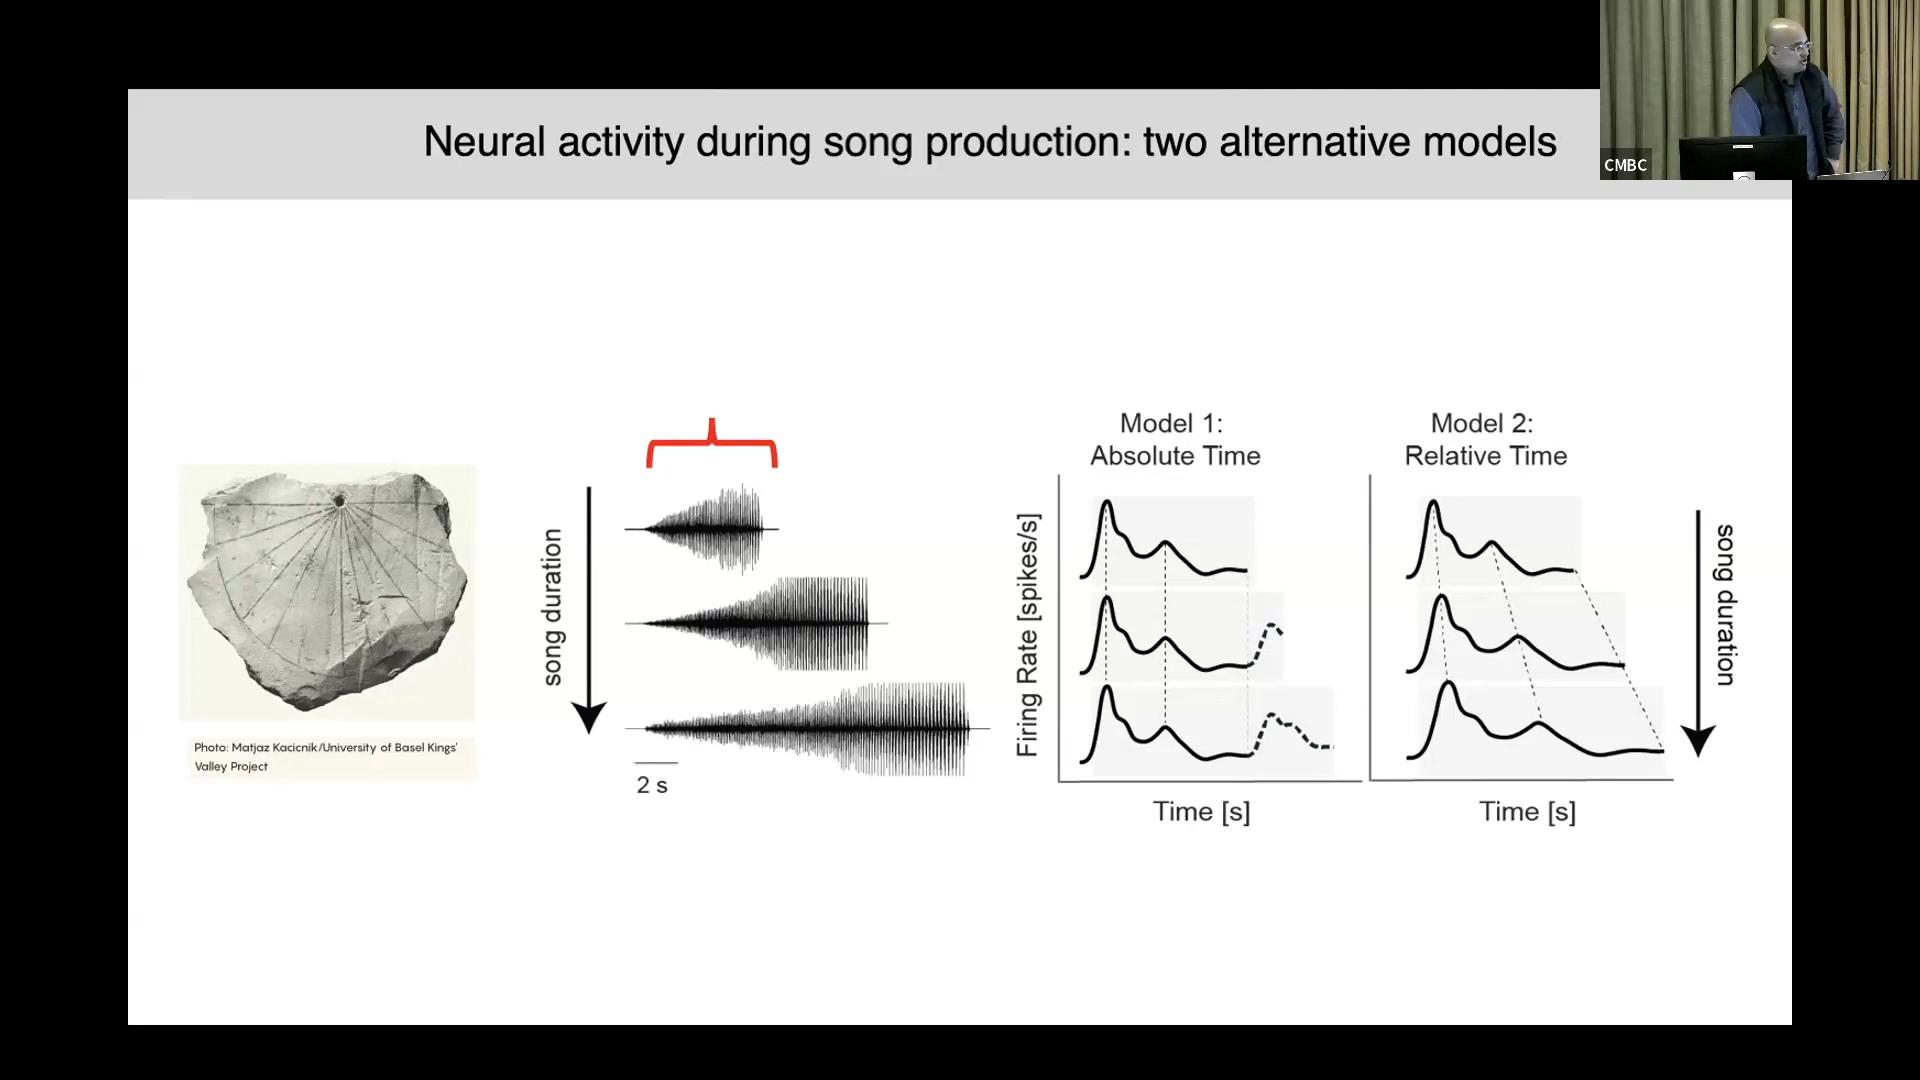 Neural activity during song production: two alternative models
CMBC
Photo: Matjaz Kacicnik/University of Basel Kings'
Valley Project
song duration
2 s
Firing Rate [spikes/s]
Model 1:
Absolute Time
Time [s]
Model 2:
Relative Time
Time [s]
song duration